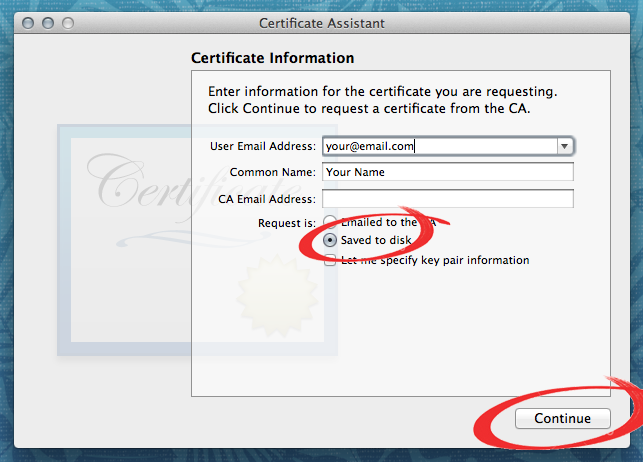 Certificate Assistant
Certificate Information
Enter information for the certificate you are requesting.
Click Continue to request a certificate from the CA.
User Email Address: your@email.com
Common Name: Your Name
CA Email Address:
Certificate
Request is: Emailed to the CA
Saved to disk
Let me specify key pair information
Continue